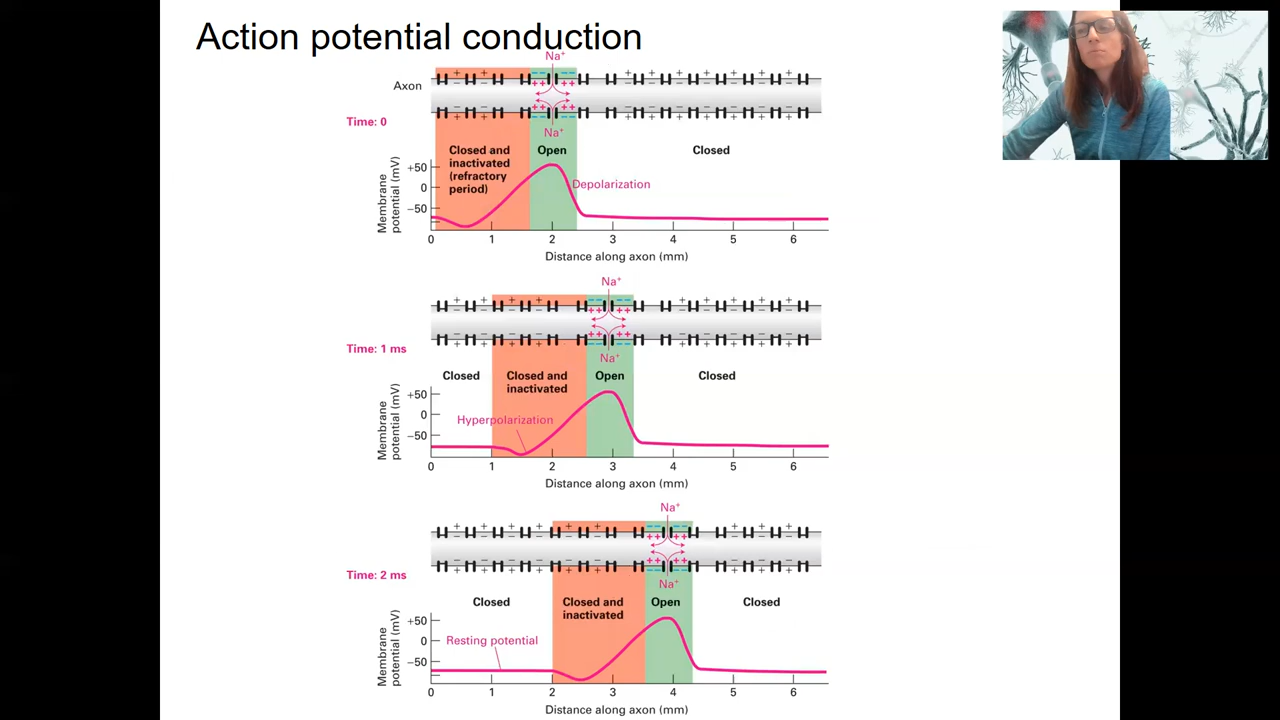 Action potential conduction
Na⁺
Axon
Time: 0
Na⁺
Closed and
inactivated
(refractory
period)
Open
Closed
Membrane
potential (mV)
+50
0
−50
Depolarization
0 1 2 3 4 5 6
Distance along axon (mm)
Na⁺
Time: 1 ms
Na⁺
Closed
Closed and
inactivated
Open
Closed
Membrane
potential (mV)
+50
0
−50
Hyperpolarization
0 1 2 3 4 5 6
Distance along axon (mm)
Na⁺
Time: 2 ms
Na⁺
Closed
Closed and
inactivated
Open
Closed
Membrane
potential (mV)
+50
0
−50
Resting potential
0 1 2 3 4 5 6
Distance along axon (mm)